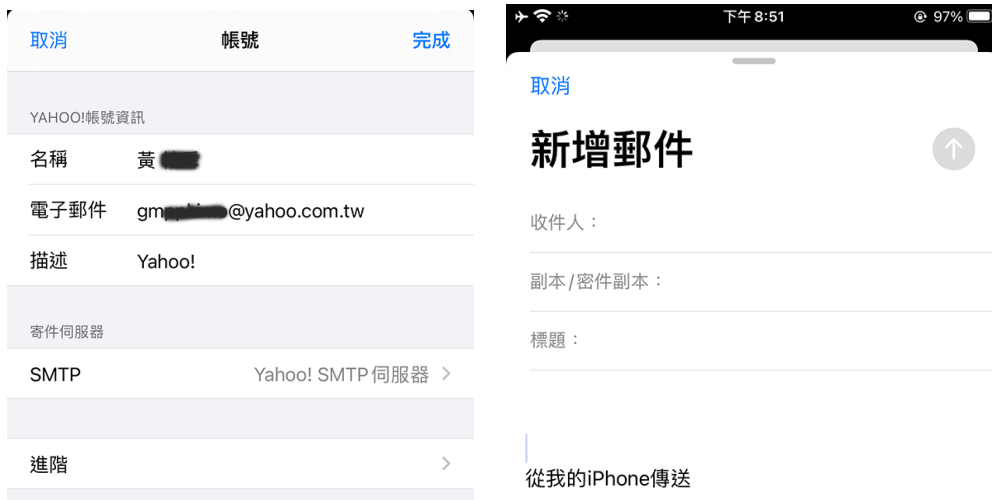 取消 帳號 完成
YAHOO!帳號資訊
名稱 黃
電子郵件 gm @yahoo.com.tw
描述 Yahoo!
寄件伺服器
SMTP Yahoo! SMTP伺服器
進階
下午8:51 97%
取消
新增郵件
收件人：
副本/密件副本：
標題：
從我的iPhone傳送